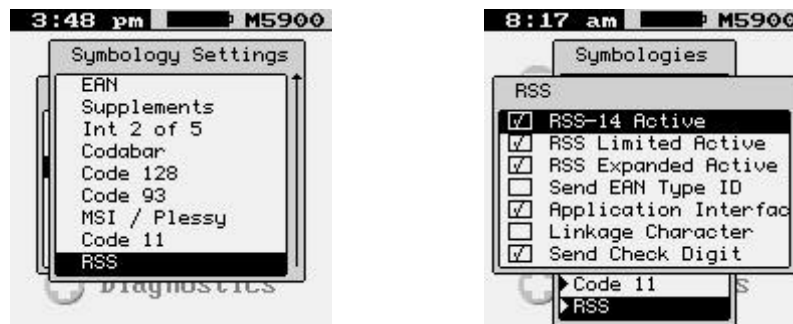 3:48 pm M5900
Symbology Settings
EAN
Supplements
Int 2 of 5
Codabar
Code 128
Code 93
MSI / Plessy
Code 11
RSS
Diagnostics
8:17 am M5900
Symbologies
RSS
RSS-14 Active
RSS Limited Active
RSS Expanded Active
Send EAN Type ID
Application Interfac
Linkage Character
Send Check Digit
Code 11
RSS